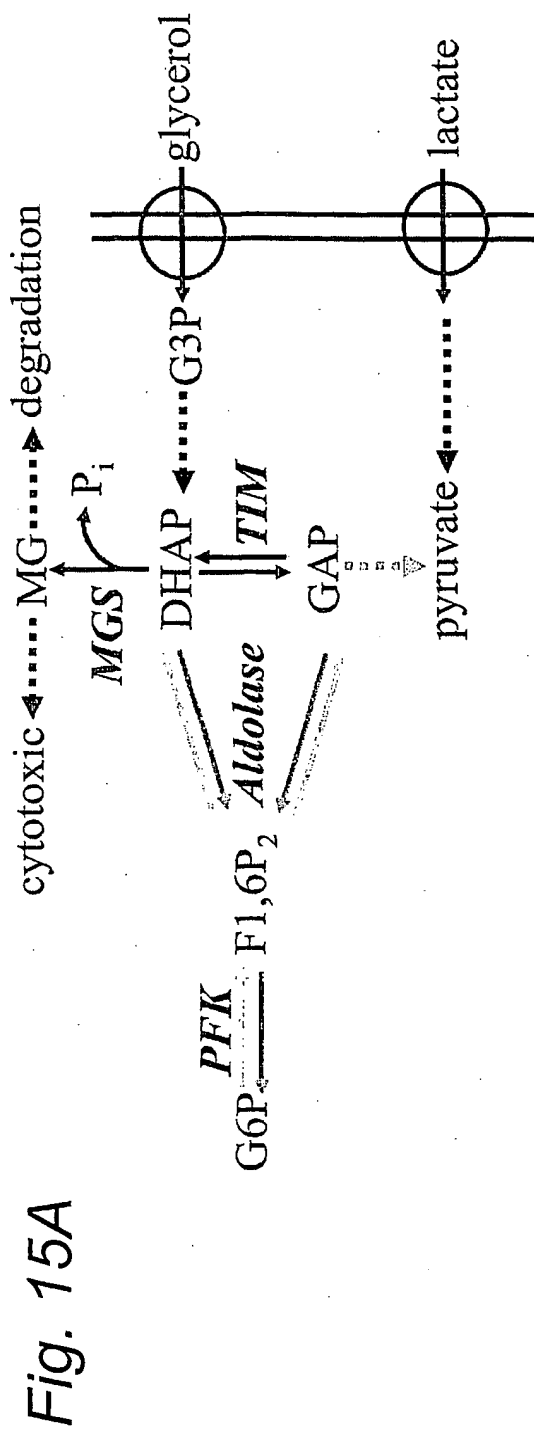 Fig. 15A
cytotoxic MG degradation
MGS P i
G6P PFK F1,6P2 Aldolase DHAP G3P glycerol
TIM
GAP
pyruvate lactate